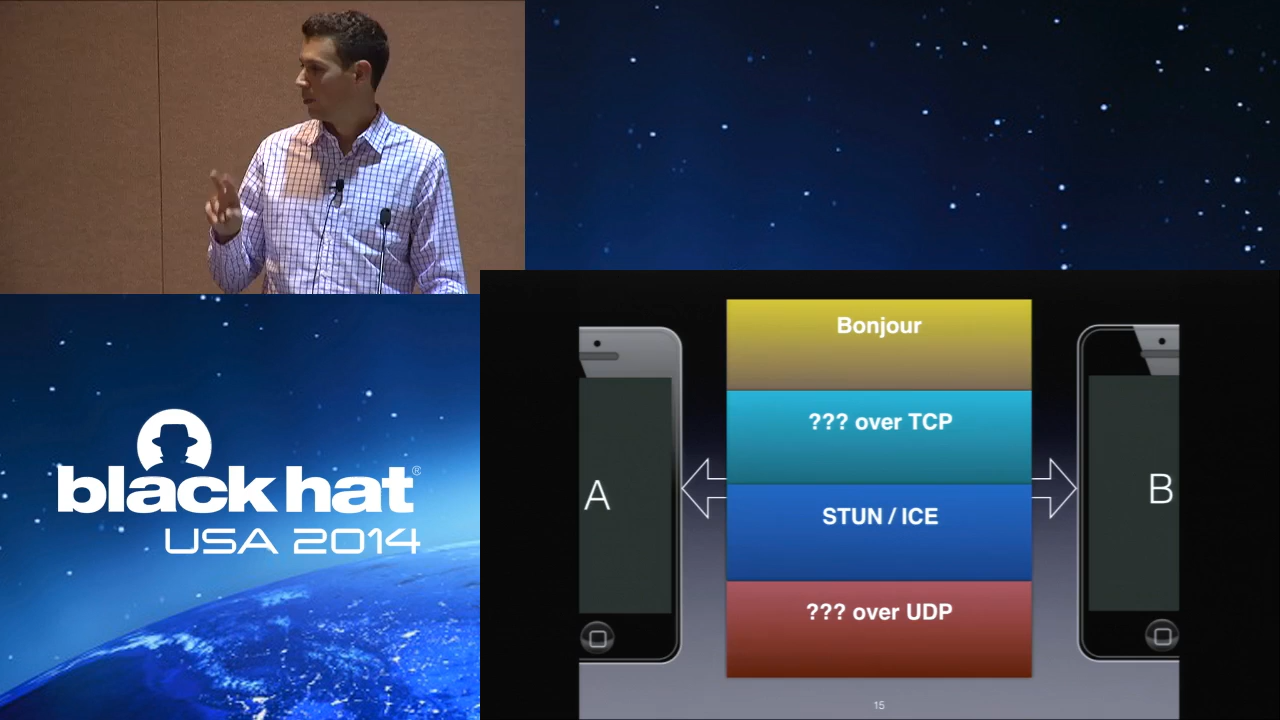 Bonjour
??? over TCP
A
B
STUN / ICE
??? over UDP
15
black hat®
USA 2014